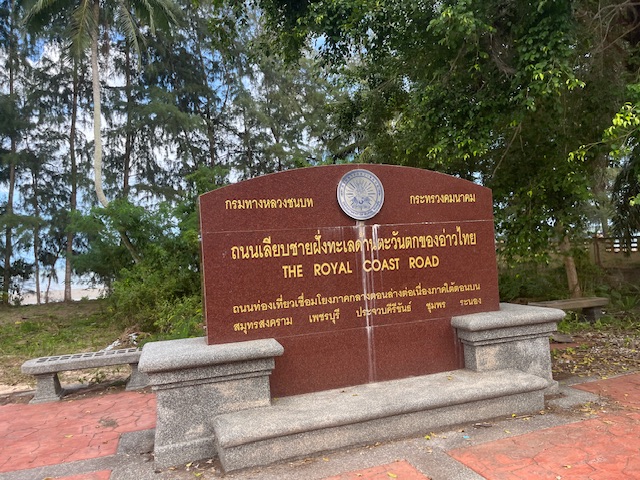 กรมทางหลวงชนบท กระทรวงคมนาคม
ถนนเลียบชายฝั่งทะเลด้านตะวันตกของอ่าวไทย
THE ROYAL COAST ROAD
ถนนท่องเที่ยวเชื่อมโยงภาคกลางตอนล่างต่อเนื่องภาคใต้ตอนบน
สมุทรสงคราม เพชรบุรี ประจวบคีรีขันธ์ ชุมพร ระนอง